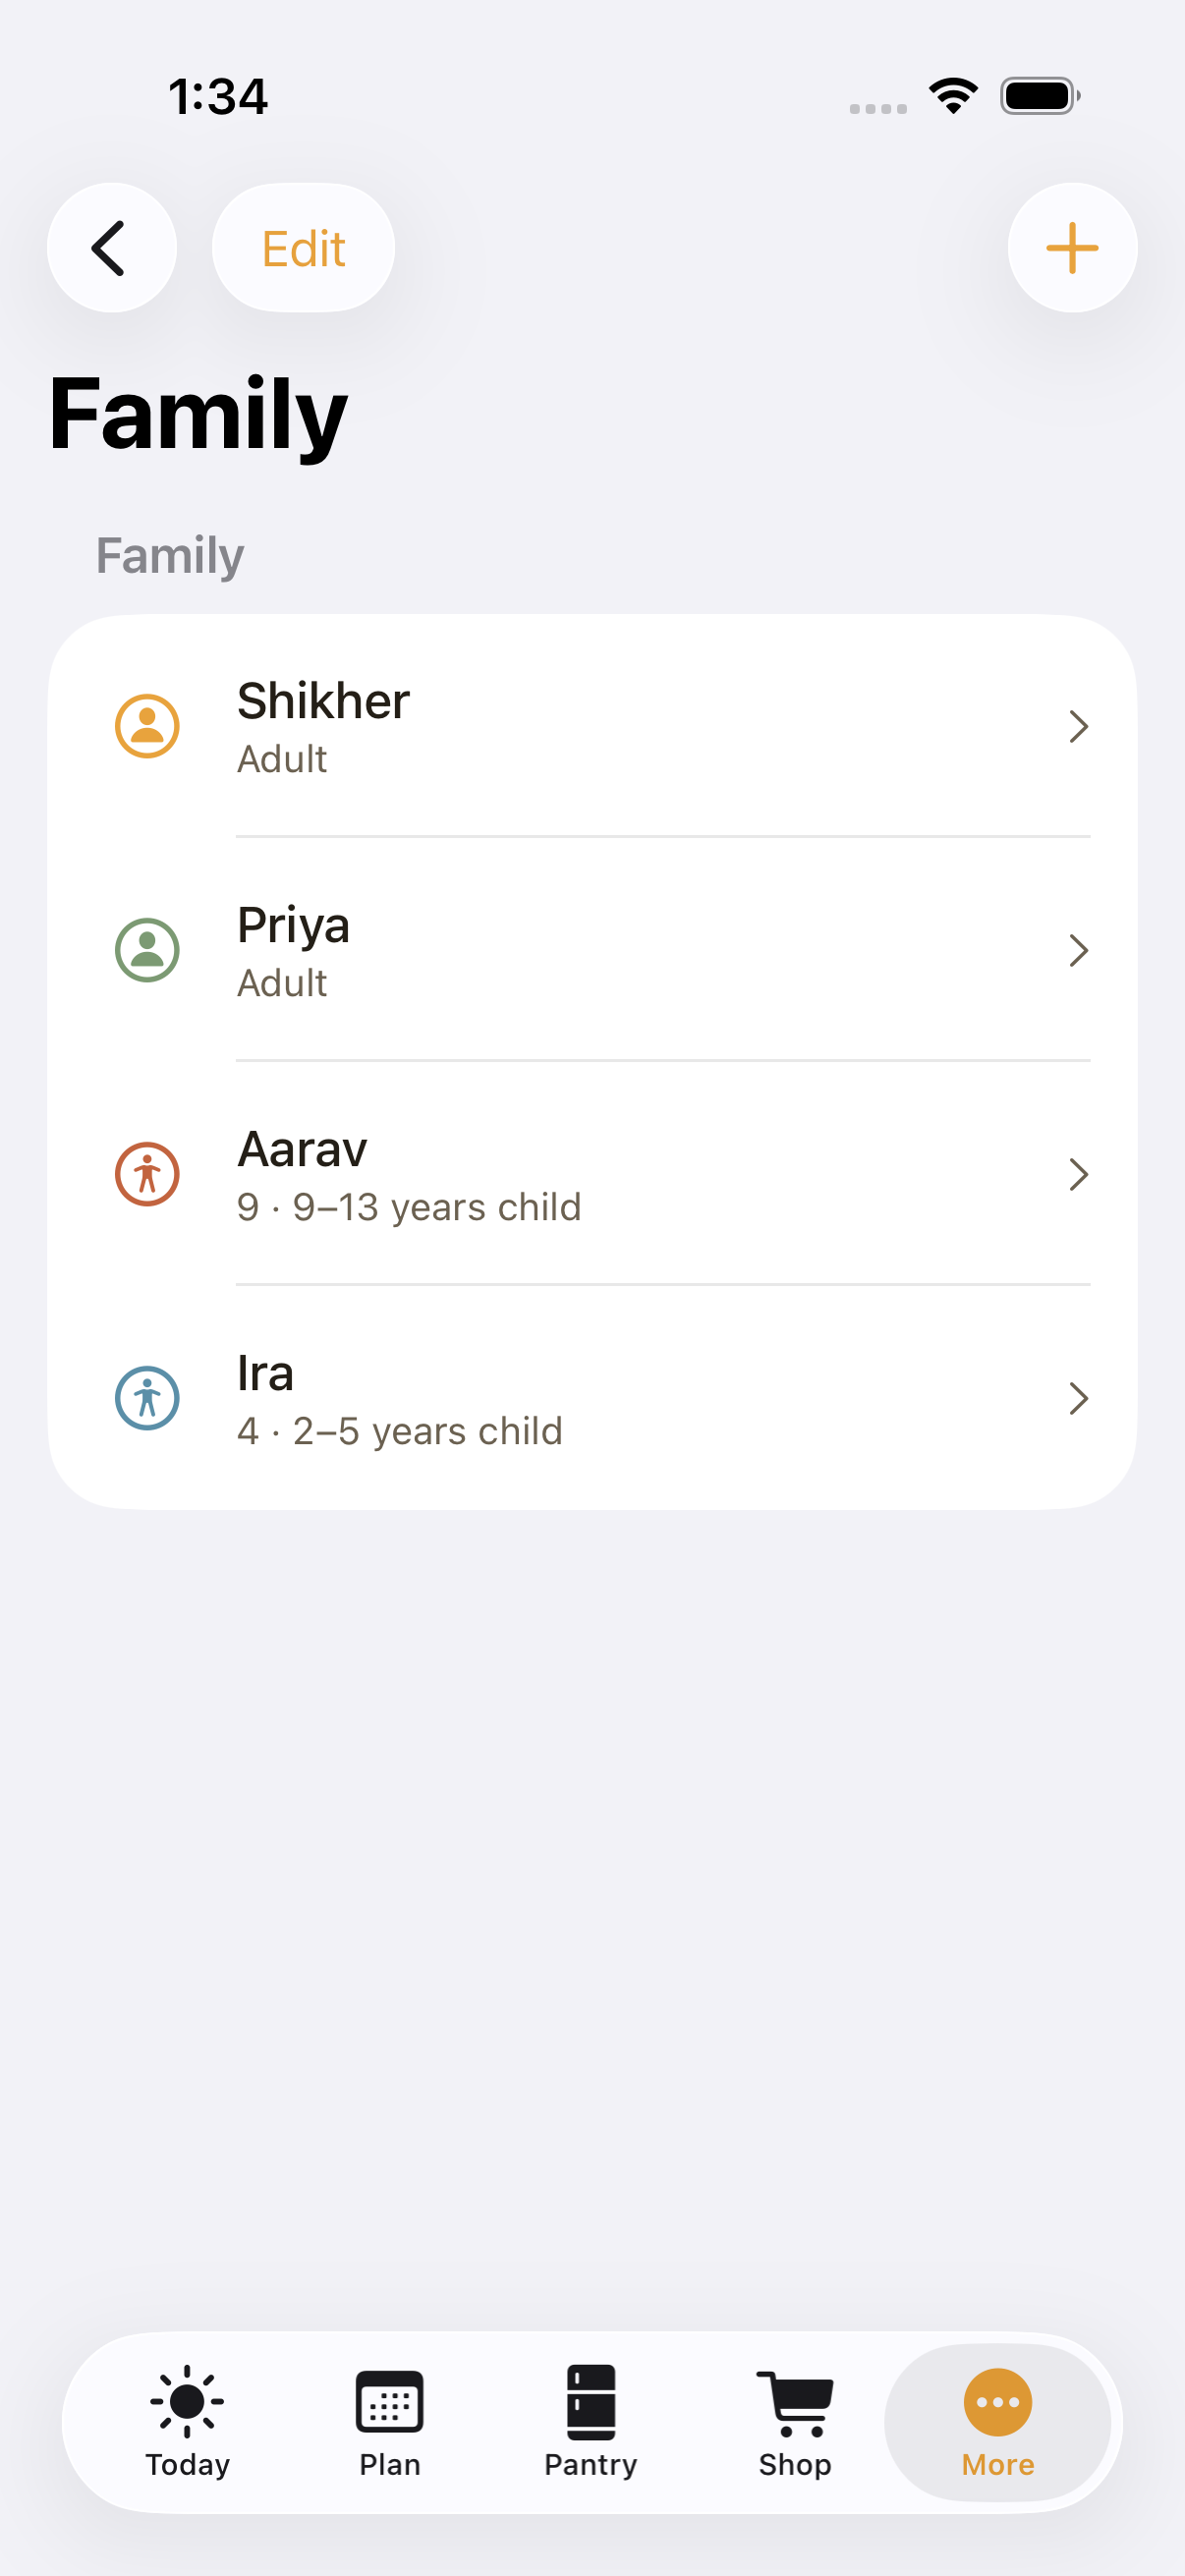 1:34
Edit
Family
Family
Shikher
Adult
Priya
Adult
Aarav
9 · 9–13 years child
Ira
4 · 2–5 years child
Today
Plan
Pantry
Shop
More